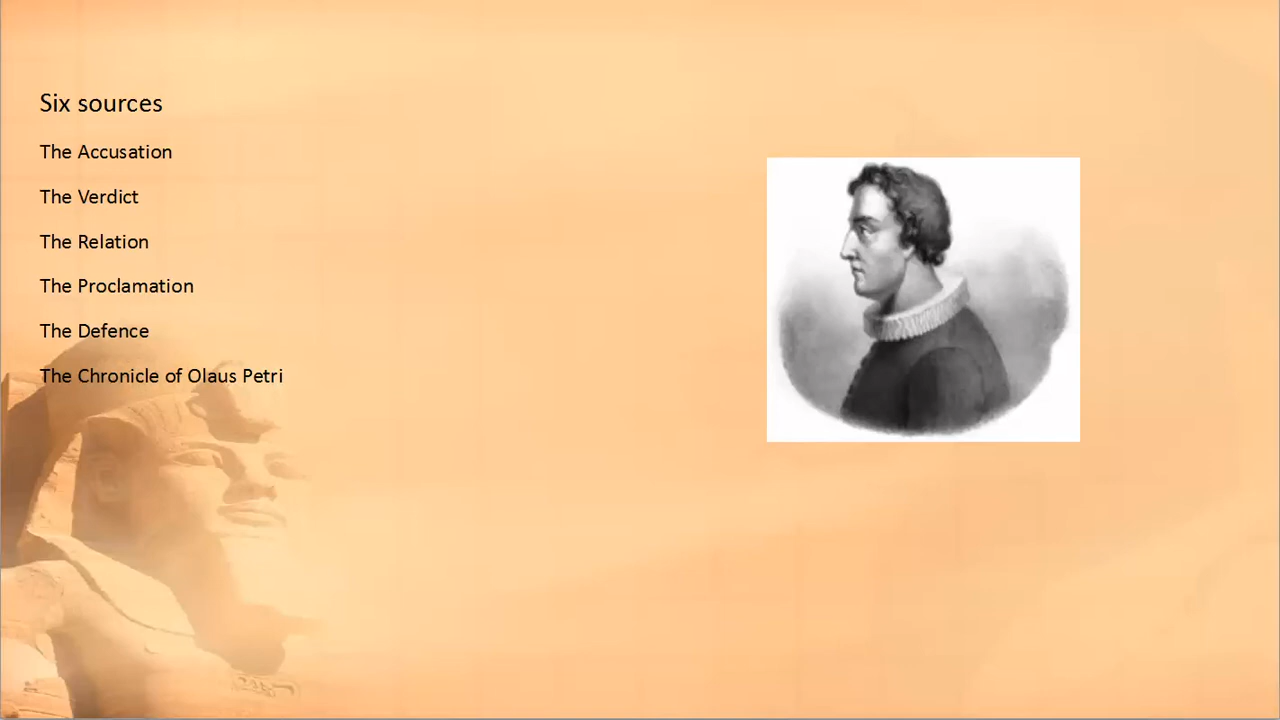 Six sources
The Accusation
The Verdict
The Relation
The Proclamation
The Defence
The Chronicle of Olaus Petri